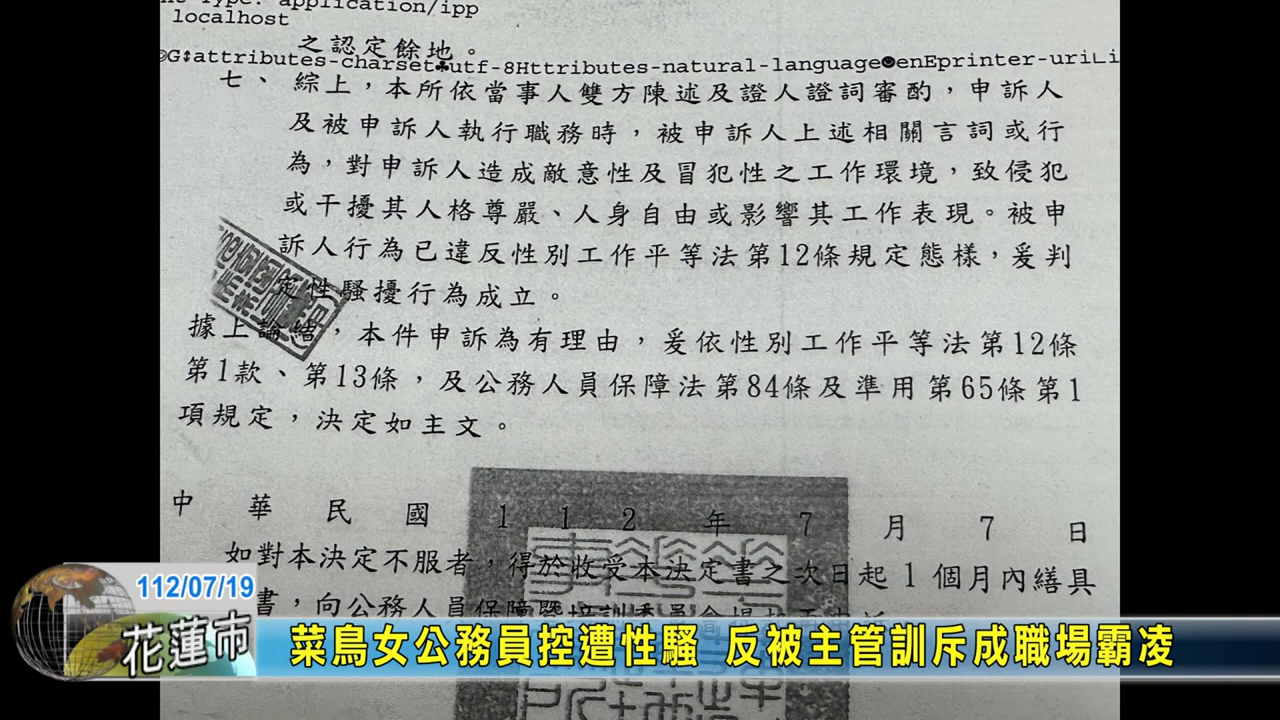 nt-Type: application/ipp
localhost
之認定餘地。
G↕attributes-charset♣utf-8Httributes-natural-language☻enEprinter-uriLi
七、綜上，本所依當事人雙方陳述及證人證詞審酌，申訴人
及被申訴人執行職務時，被申訴人上述相關言詞或行
為，對申訴人造成敵意性及冒犯性之工作環境，致侵犯
或干擾其人格尊嚴、人身自由或影響其工作表現。被申
訴人行為已違反性別工作平等法第12條規定態樣，爰判
定性騷擾行為成立。
據上論結，本件申訴為有理由，爰依性別工作平等法第12條
第1款、第13條，及公務人員保障法第84條及準用第65條第1
項規定，決定如主文。
中華民國112年7月7日
如對本決定不服者，得於收受本決定書之次日起1個月內繕具
書，向公務人員保障暨培訓委員會提起再申訴
112/07/19
花蓮市
菜鳥女公務員控遭性騷 反被主管訓斥成職場霸凌